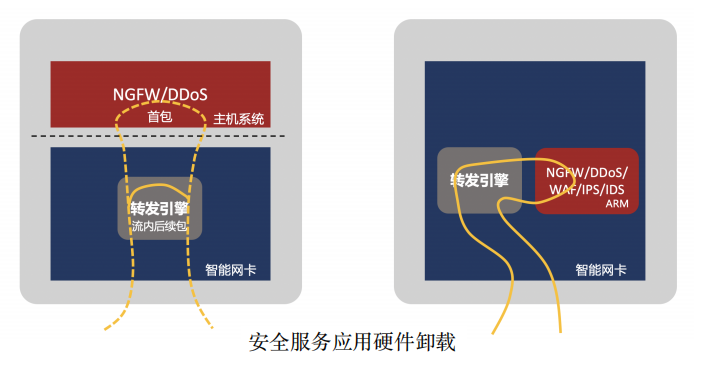 NGFW/DDoS
首包
主机系统
转发引擎
流内后续包
智能网卡
转发引擎
NGFW/DDoS/
WAF/IPS/IDS
ARM
智能网卡
安全服务应用硬件卸载